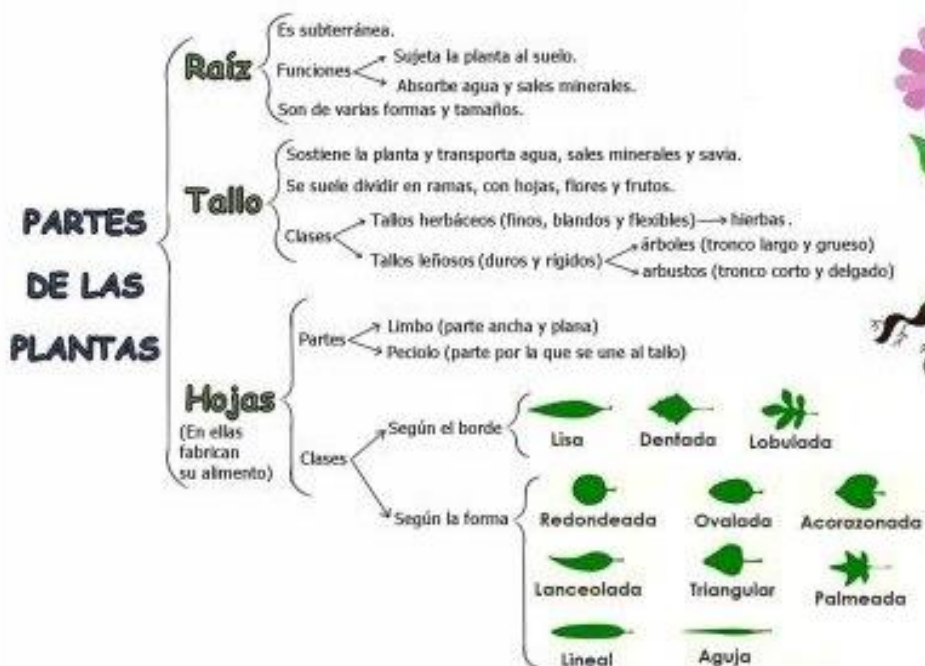 PARTES
DE LAS
PLANTAS
Raíz
Es subterránea.
Funciones
Sujeta la planta al suelo.
Absorbe agua y sales minerales.
Son de varias formas y tamaños.
Tallo
Sostiene la planta y transporta agua, sales minerales y savia.
Se suele dividir en ramas, con hojas, flores y frutos.
Clases
Tallos herbáceos (finos, blandos y flexibles)
hierbas.
Tallos leñosos (duros y rígidos)
árboles (tronco largo y grueso)
arbustos (tronco corto y delgado)
Hojas
(En ellas
fabrican
su alimento)
Partes
Limbo (parte ancha y plana)
Peciolo (parte por la que se une al tallo)
Clases
Según el borde
Lisa
Dentada
Lobulada
Según la forma
Redondeada
Ovalada
Acorazonada
Lanceolada
Triangular
Palmeada
Lineal
Aguja